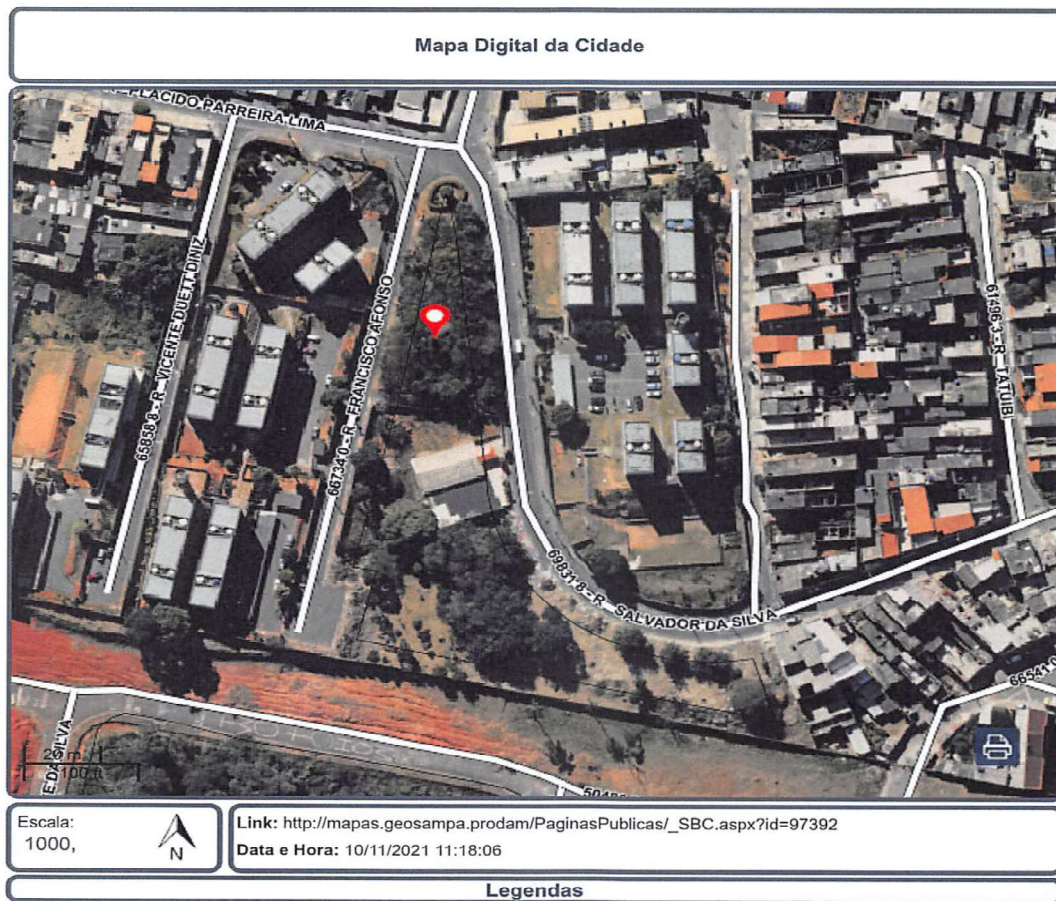 Mapa Digital da Cidade
PLACIDO PARREIRA LIMA
65858 8 - R VICENTE DUETT DINIZ
66734 0 - R FRANCISCO AFONSO
69831 8 - R SALVADOR DA SILVA
61496 3 - R TATUIBI
66541
E DA SILVA
20 m
100 ft
Escala:
1000,
N
Link: http://mapas.geosampa.prodam/PaginasPublicas/_SBC.aspx?id=97392
Data e Hora: 10/11/2021 11:18:06
Legendas